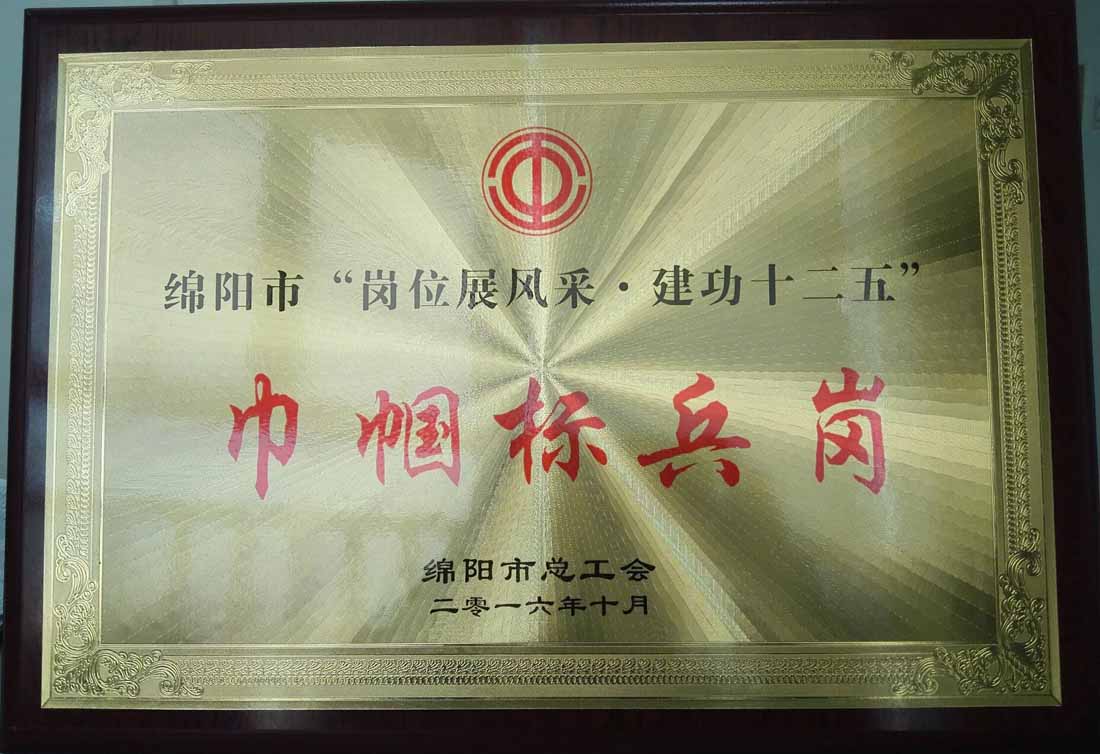 绵阳市“岗位展风采·建功十二五”
巾帼标兵岗
绵阳市总工会
二零一六年十月